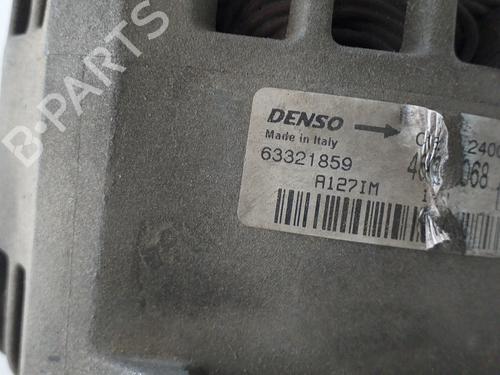 B-PARTS
DENSO
Made in Italy
63321859
A127IM